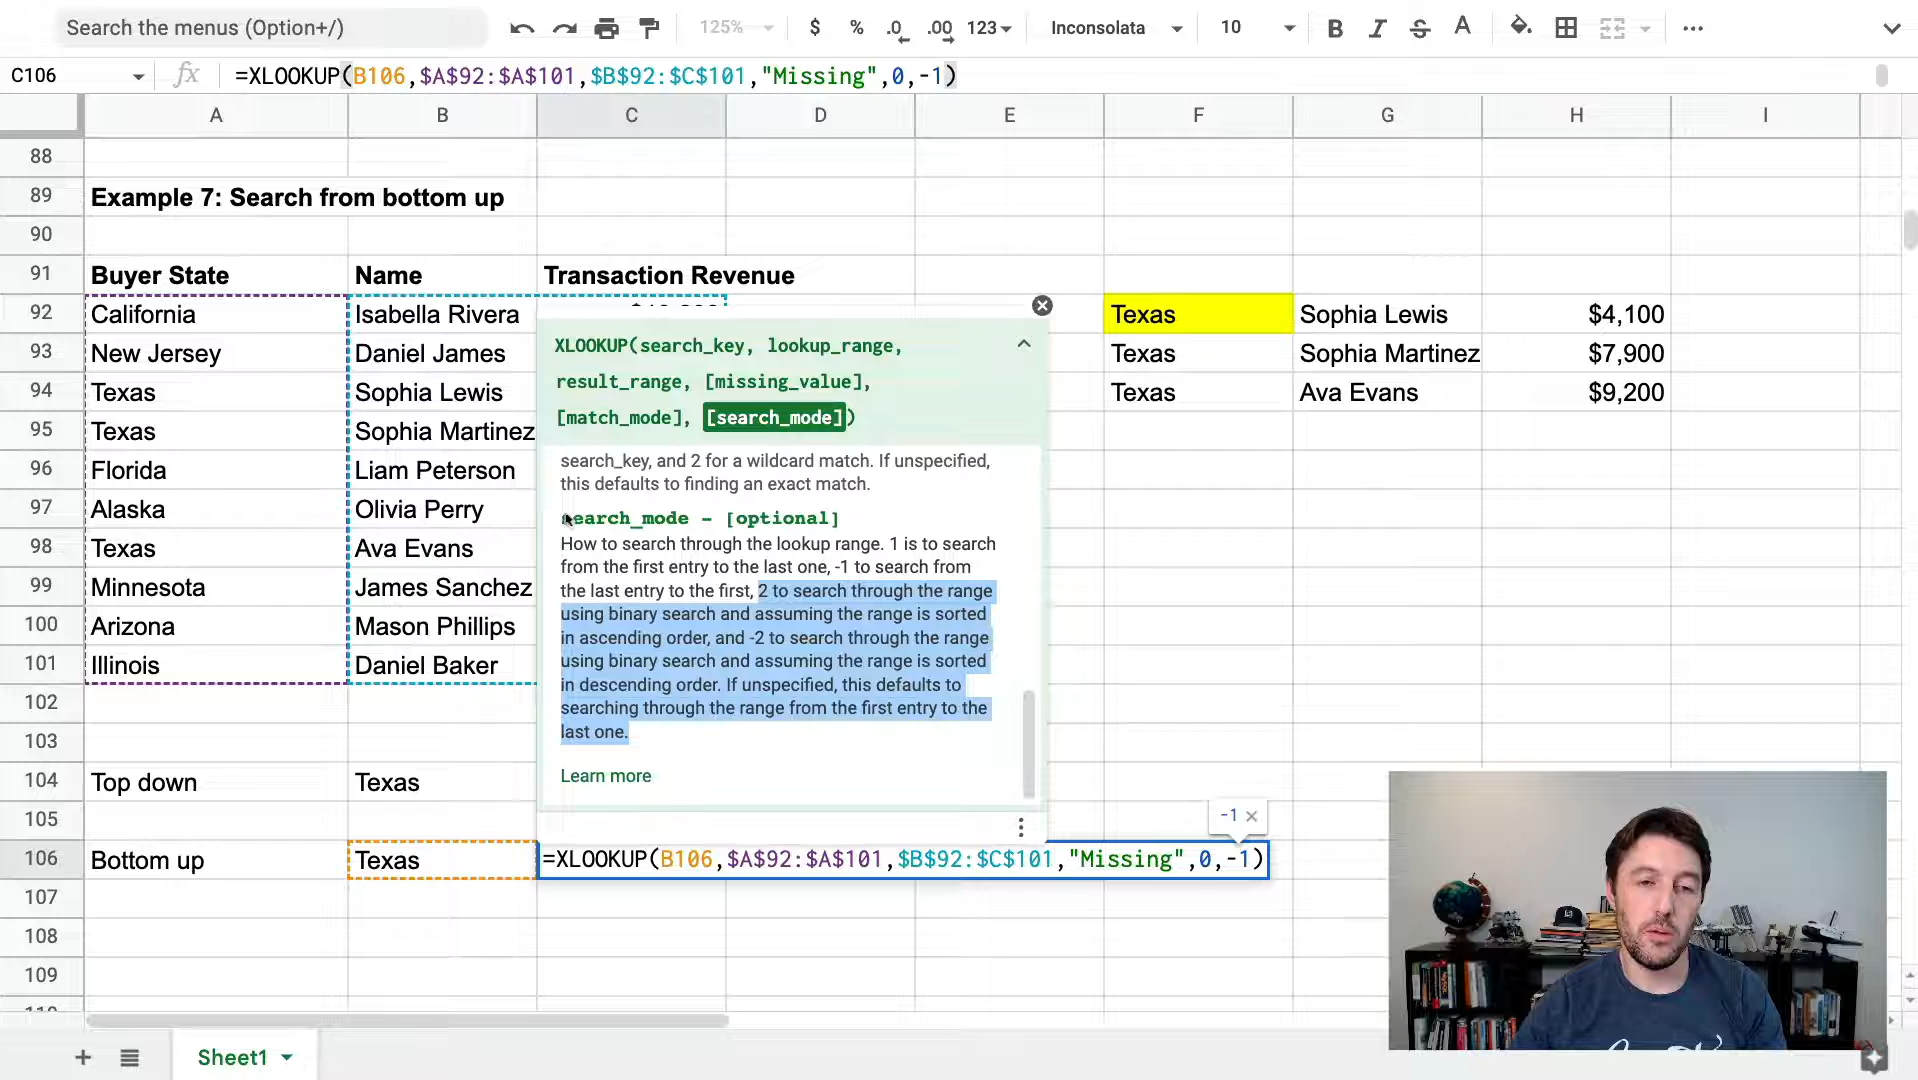 Search the menus (Option+/)
125%
$ % .0 .00 123
Inconsolata
10
B I S A
C106
fx
=XLOOKUP(B106,$A$92:$A$101,$B$92:$C$101,"Missing",0,-1)
A B C D E F G H I
88
89 Example 7: Search from bottom up
90
91 Buyer State Name Transaction Revenue
92 California Isabella Rivera Texas Sophia Lewis $4,100
93 New Jersey Daniel James Texas Sophia Martinez $7,900
94 Texas Sophia Lewis Texas Ava Evans $9,200
95 Texas Sophia Martinez
96 Florida Liam Peterson
97 Alaska Olivia Perry
98 Texas Ava Evans
99 Minnesota James Sanchez
100 Arizona Mason Phillips
101 Illinois Daniel Baker
102
103
104 Top down Texas
105
106 Bottom up Texas =XLOOKUP(B106,$A$92:$A$101,$B$92:$C$101,"Missing",0,-1)
107
108
109
XLOOKUP(search_key, lookup_range,
result_range, [missing_value],
[match_mode], [search_mode])
search_key, and 2 for a wildcard match. If unspecified,
this defaults to finding an exact match.
search_mode - [optional]
How to search through the lookup range. 1 is to search
from the first entry to the last one, -1 to search from
the last entry to the first, 2 to search through the range
using binary search and assuming the range is sorted
in ascending order, and -2 to search through the range
using binary search and assuming the range is sorted
in descending order. If unspecified, this defaults to
searching through the range from the first entry to the
last one.
Learn more
-1 ×
Sheet1